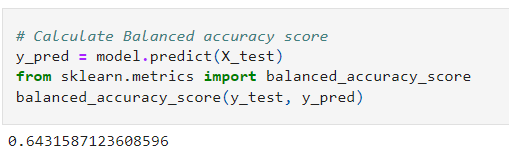 # Calculate Balanced accuracy score
y_pred = model.predict(X_test)
from sklearn.metrics import balanced_accuracy_score
balanced_accuracy_score(y_test, y_pred)
0.6431587123608596